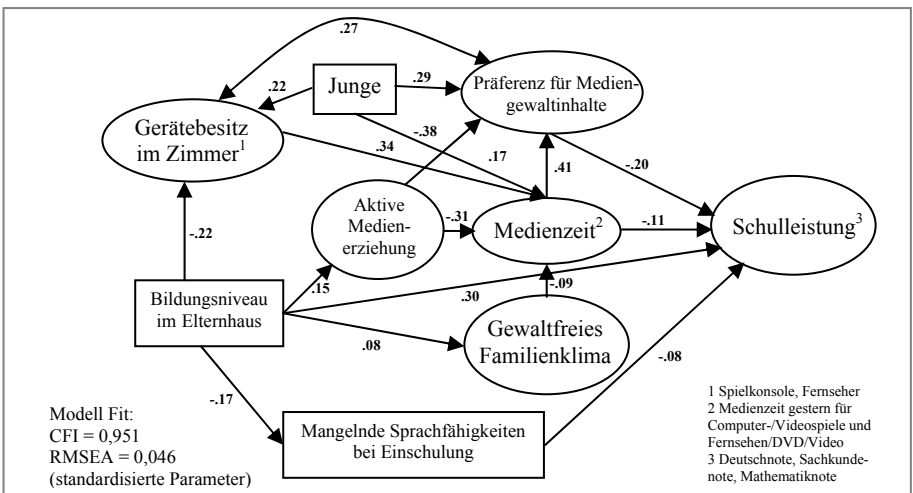 .27
Junge
.22
.29
Präferenz für Medien-
gewaltinhalte
Gerätebesitz
im Zimmer1
-.38
.34
.17
.41
-.20
Aktive
Medien-
erziehung
-.31
Medienzeit2
-.11
Schulleistung3
-.22
Bildungsniveau
im Elternhaus
.15
.30
-.09
.08
Gewaltfreies
Familienklima
-.08
-.17
Mangelnde Sprachfähigkeiten
bei Einschulung
Modell Fit:
CFI = 0,951
RMSEA = 0,046
(standardisierte Parameter)
1 Spielkonsole, Fernseher
2 Medienzeit gestern für
Computer-/Videospiele und
Fernsehen/DVD/Video
3 Deutschnote, Sachkunde-
note, Mathematiknote